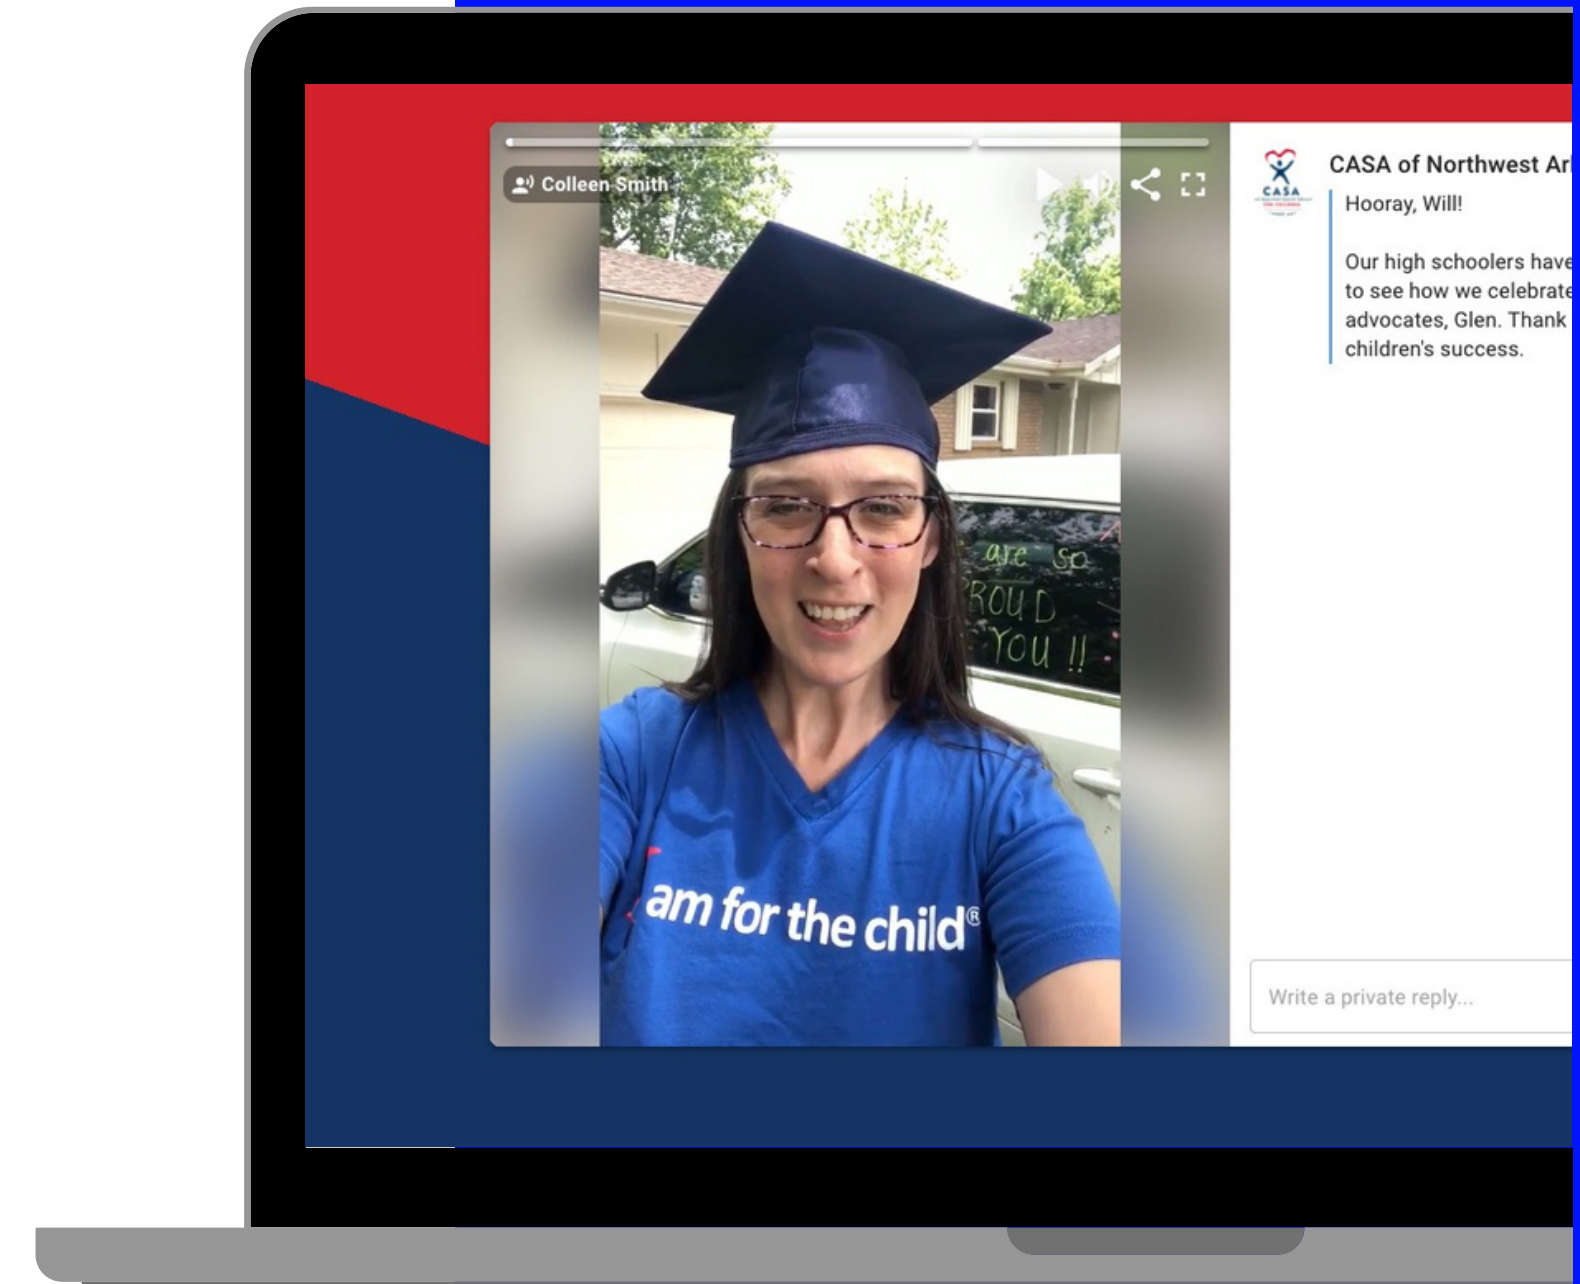 Colleen Smith
are so
ROUD
YOU !!
am for the child®
CASA
CASA of Northwest
Hooray, Will!
Our high schoolers have
to see how we celebrate
advocates, Glen. Thank
children's success.
Write a private reply...